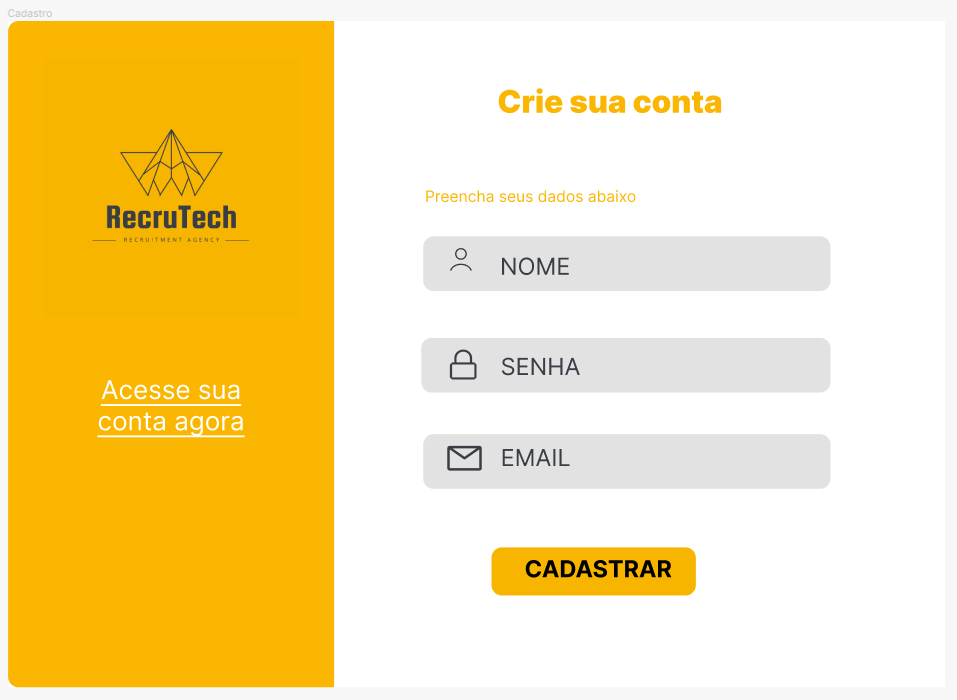 Cadastro
RecruTech
RECRUITMENT AGENCY
Acesse sua
conta agora
Crie sua conta
Preencha seus dados abaixo
NOME
SENHA
EMAIL
CADASTRAR